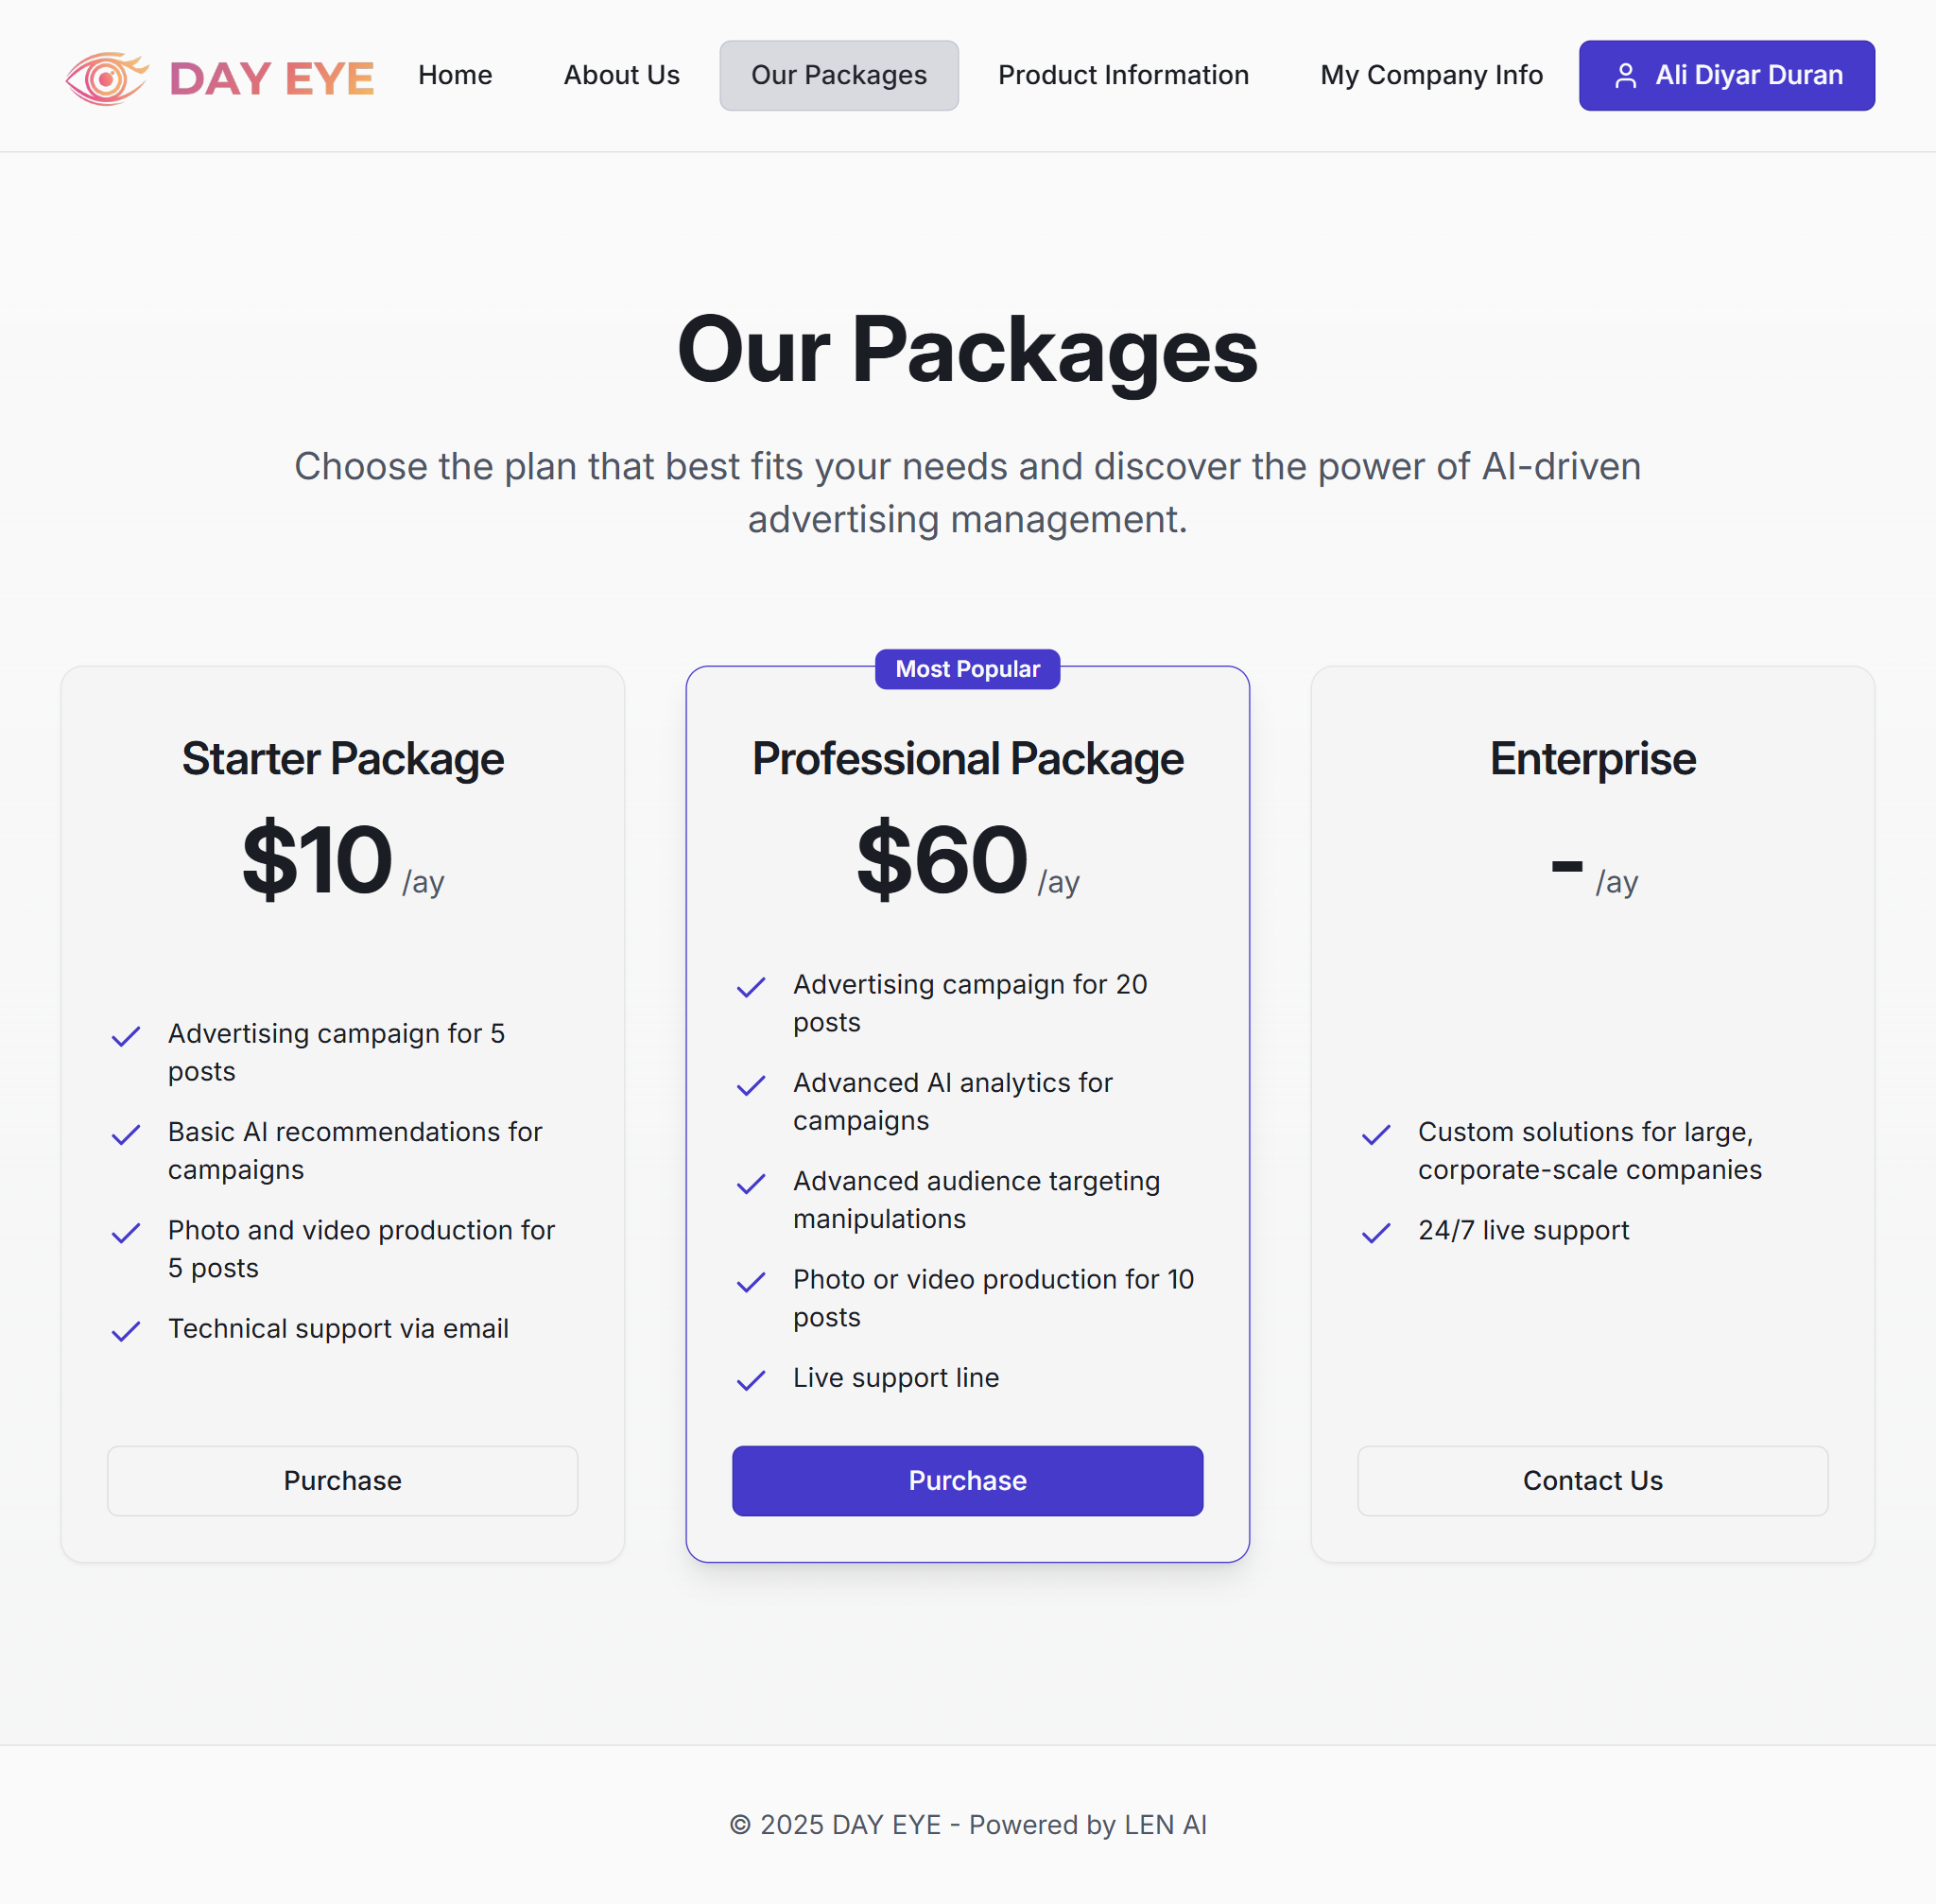 DAY EYE
Home
About Us
Our Packages
Product Information
My Company Info
Ali Diyar Duran
Our Packages
Choose the plan that best fits your needs and discover the power of AI-driven
advertising management.
Starter Package
$10 /ay
Advertising campaign for 5
posts
Basic AI recommendations for
campaigns
Photo and video production for
5 posts
Technical support via email
Purchase
Most Popular
Professional Package
$60 /ay
Advertising campaign for 20
posts
Advanced AI analytics for
campaigns
Advanced audience targeting
manipulations
Photo or video production for 10
posts
Live support line
Purchase
Enterprise
- /ay
Custom solutions for large,
corporate-scale companies
24/7 live support
Contact Us
© 2025 DAY EYE - Powered by LEN AI